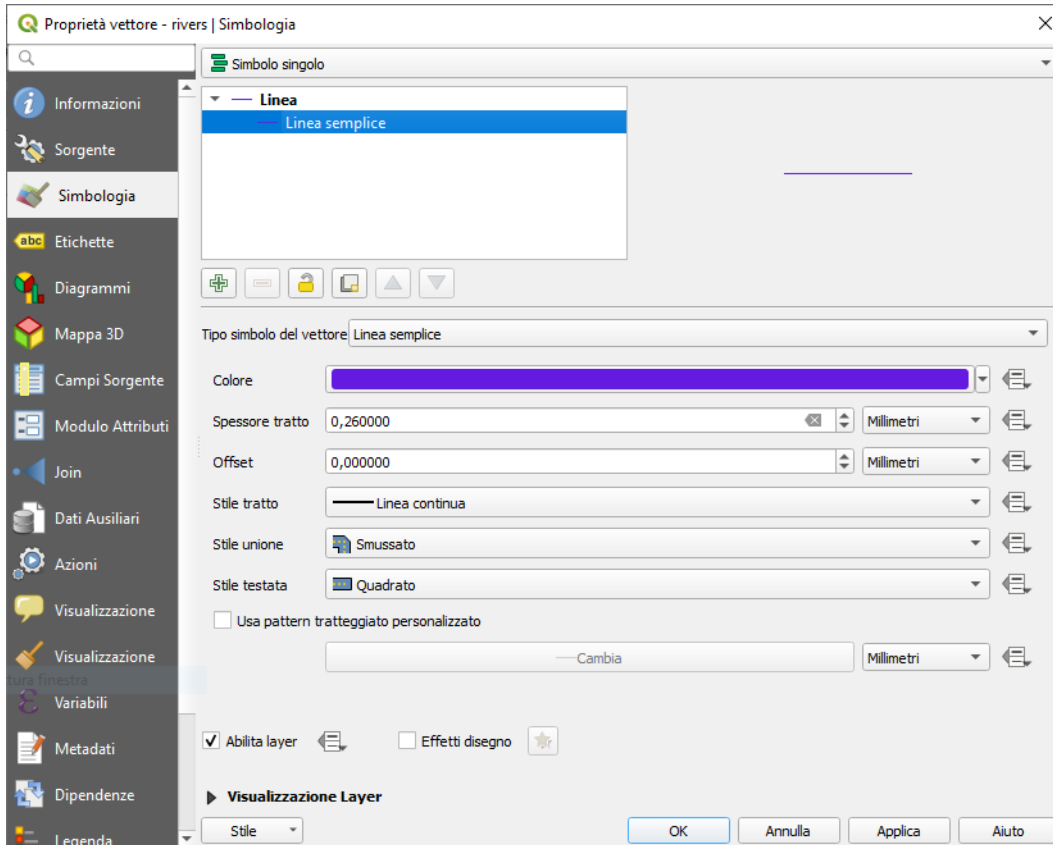 Proprietà vettore - rivers | Simbologia
Simbolo singolo
Informazioni
Sorgente
Simbologia
abc Etichette
Diagrammi
Mappa 3D
Campi Sorgente
Modulo Attributi
Join
Dati Ausiliari
Azioni
Visualizzazione
Visualizzazione
tura finestra
Variabili
Metadati
Dipendenze
Legenda
Linea
Linea semplice
Tipo simbolo del vettore Linea semplice
Colore
Spessore tratto 0,260000 Millimetri
Offset 0,000000 Millimetri
Stile tratto Linea continua
Stile unione Smussato
Stile testata Quadrato
Usa pattern tratteggiato personalizzato
Cambia Millimetri
Abilita layer Effetti disegno
Visualizzazione Layer
Stile OK Annulla Applica Aiuto